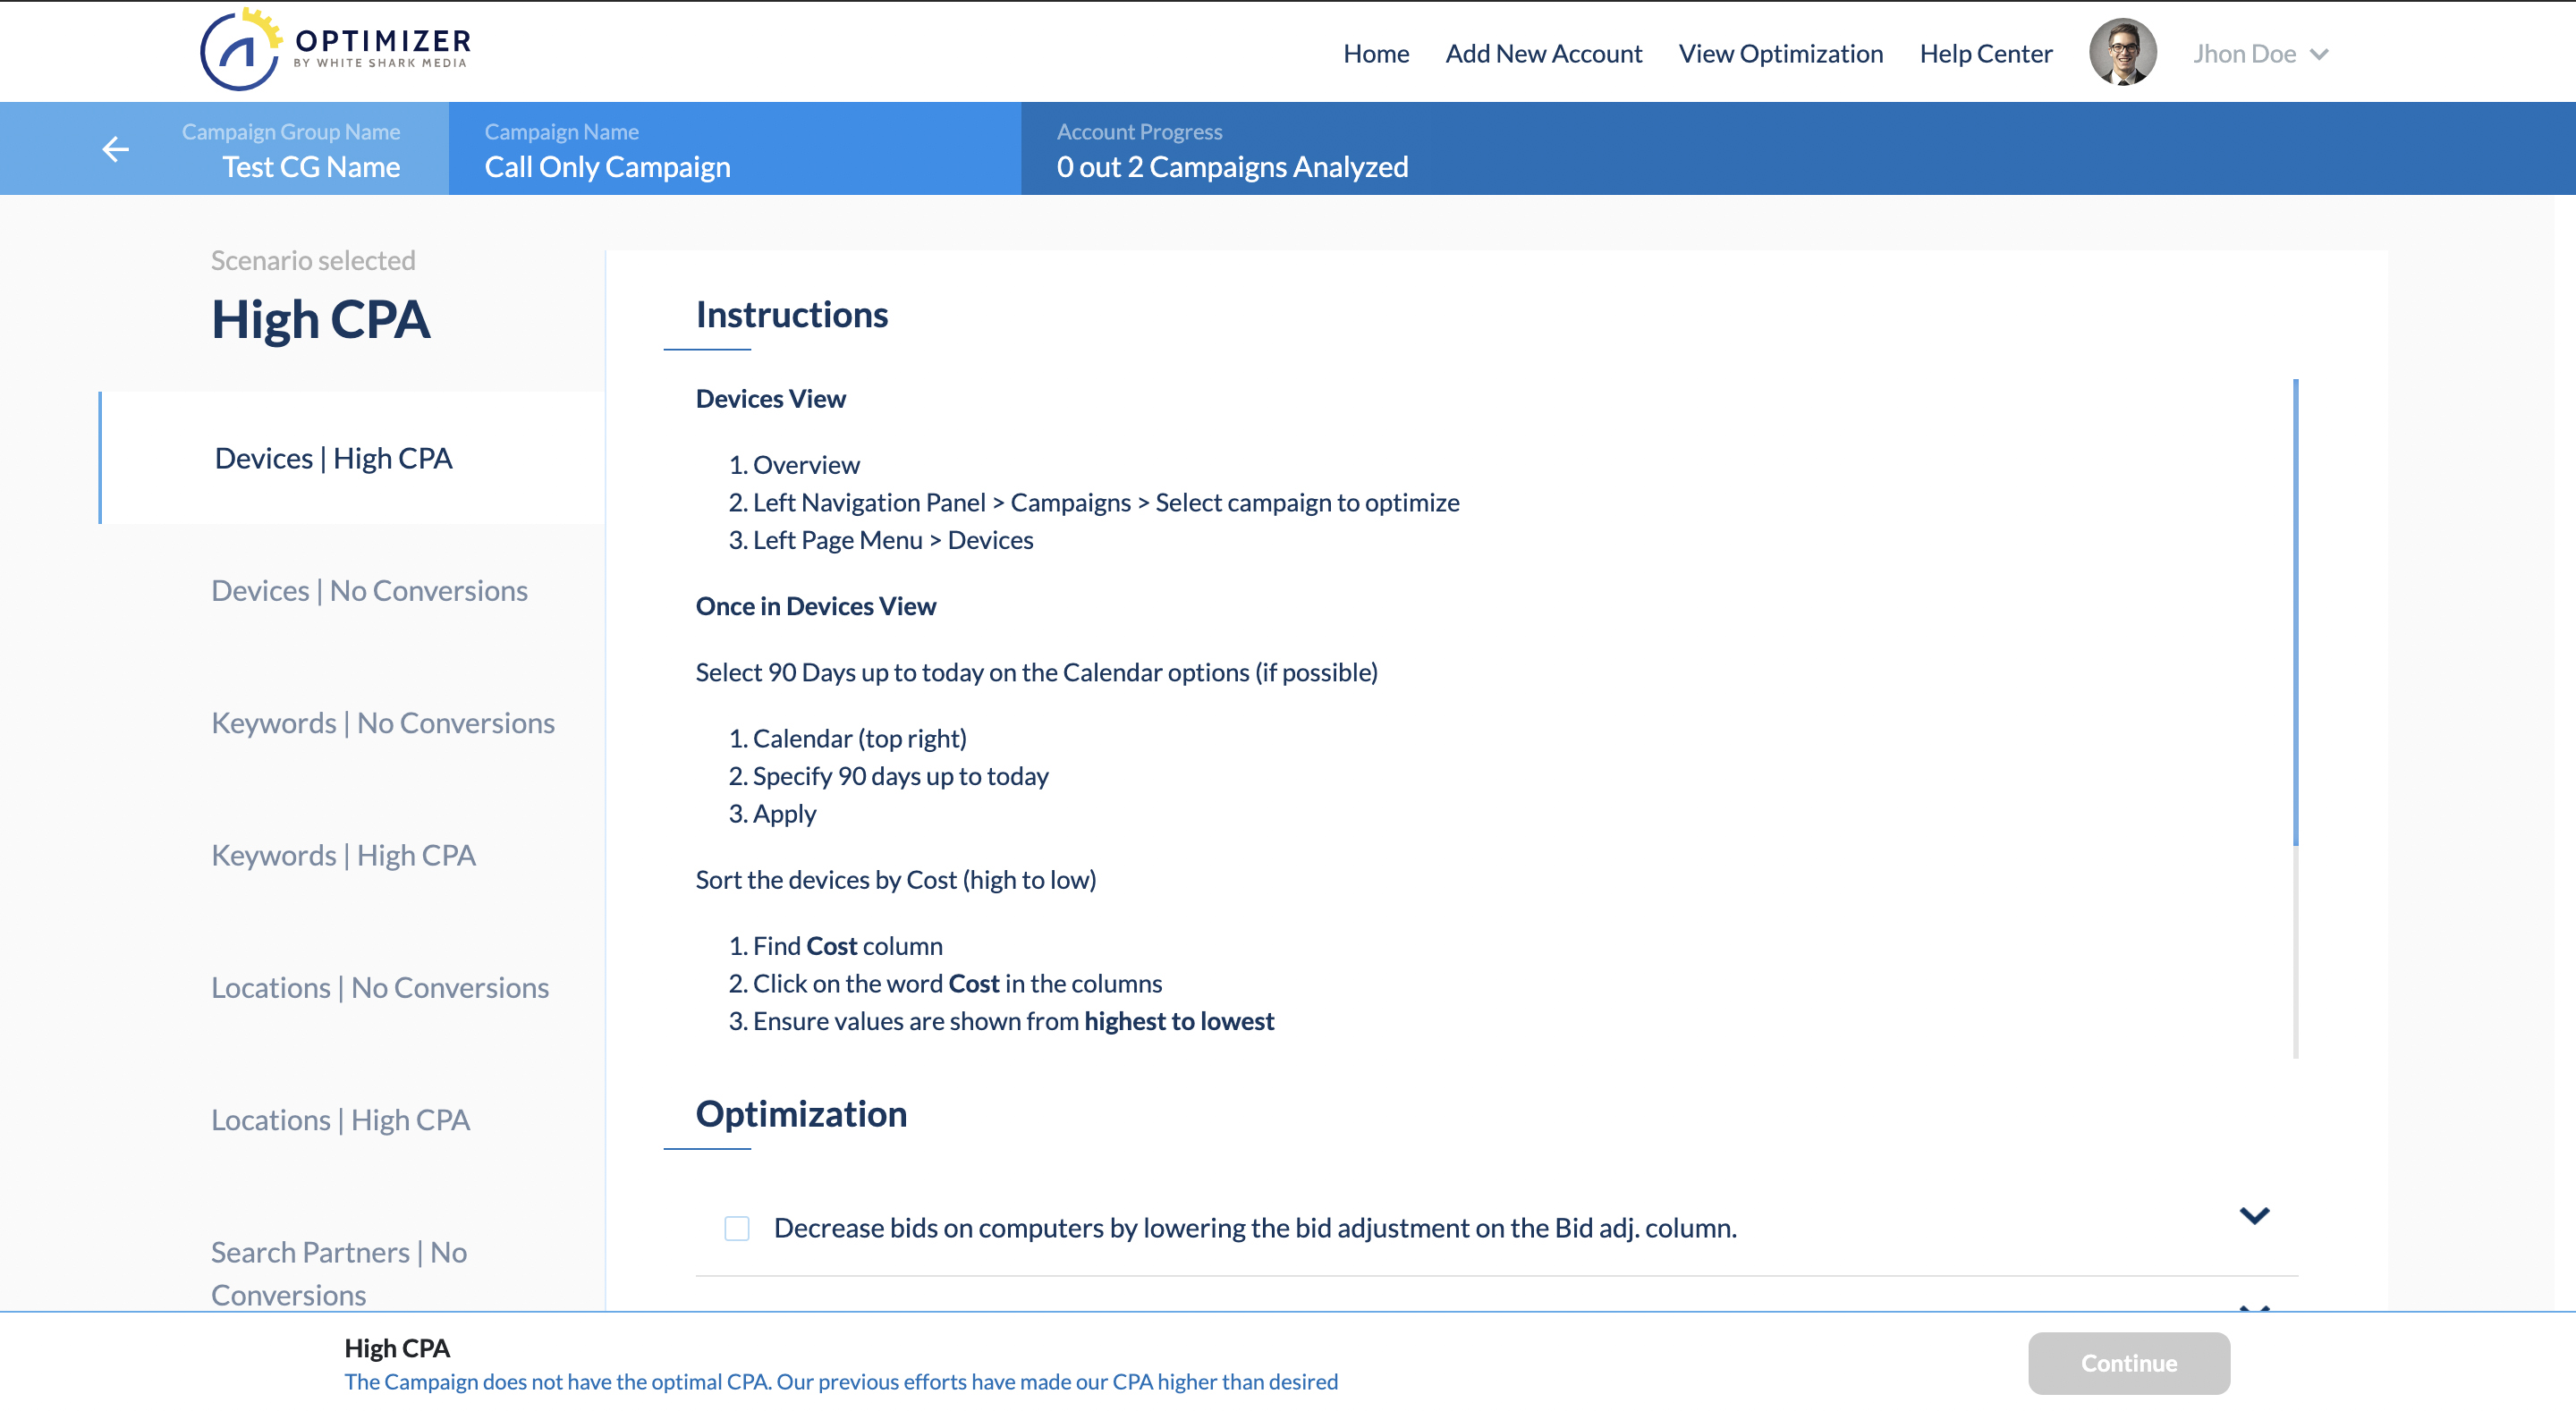 OPTIMIZER
BY WHITE SHARK MEDIA
Home Add New Account View Optimization Help Center Jhon Doe
Campaign Group Name
Test CG Name
Campaign Name
Call Only Campaign
Account Progress
0 out 2 Campaigns Analyzed
Scenario selected
High CPA
Devices | High CPA
Devices | No Conversions
Keywords | No Conversions
Keywords | High CPA
Locations | No Conversions
Locations | High CPA
Search Partners | No
Conversions
Instructions
Devices View
1. Overview
2. Left Navigation Panel > Campaigns > Select campaign to optimize
3. Left Page Menu > Devices
Once in Devices View
Select 90 Days up to today on the Calendar options (if possible)
1. Calendar (top right)
2. Specify 90 days up to today
3. Apply
Sort the devices by Cost (high to low)
1. Find Cost column
2. Click on the word Cost in the columns
3. Ensure values are shown from highest to lowest
Optimization
Decrease bids on computers by lowering the bid adjustment on the Bid adj. column.
High CPA
The Campaign does not have the optimal CPA. Our previous efforts have made our CPA higher than desired
Continue